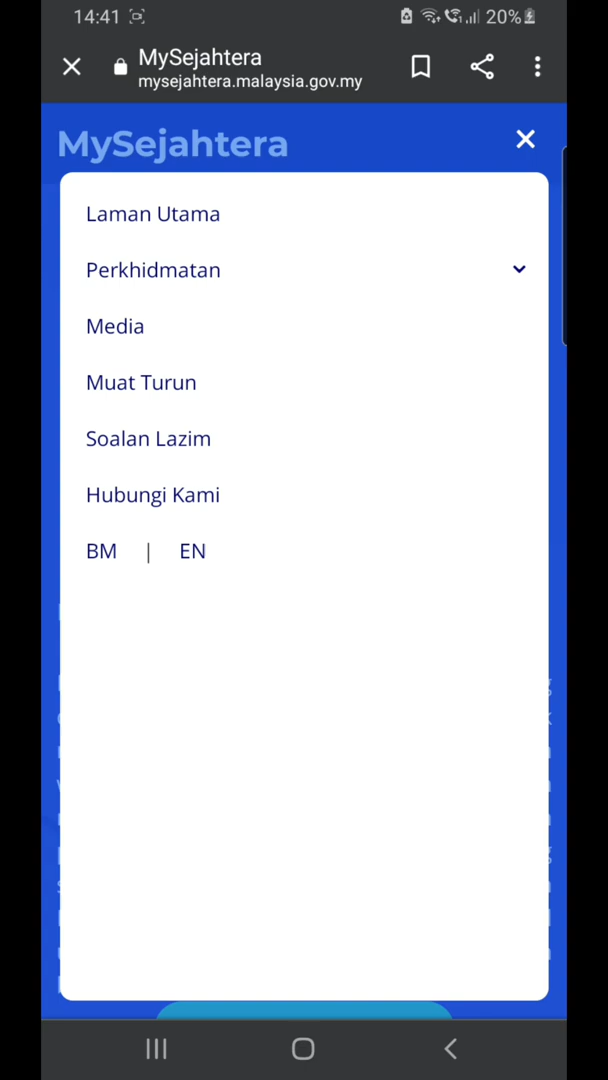 14:41
20%
MySejahtera
mysejahtera.malaysia.gov.my
MySejahtera
Laman Utama
Perkhidmatan
Media
Muat Turun
Soalan Lazim
Hubungi Kami
BM | EN